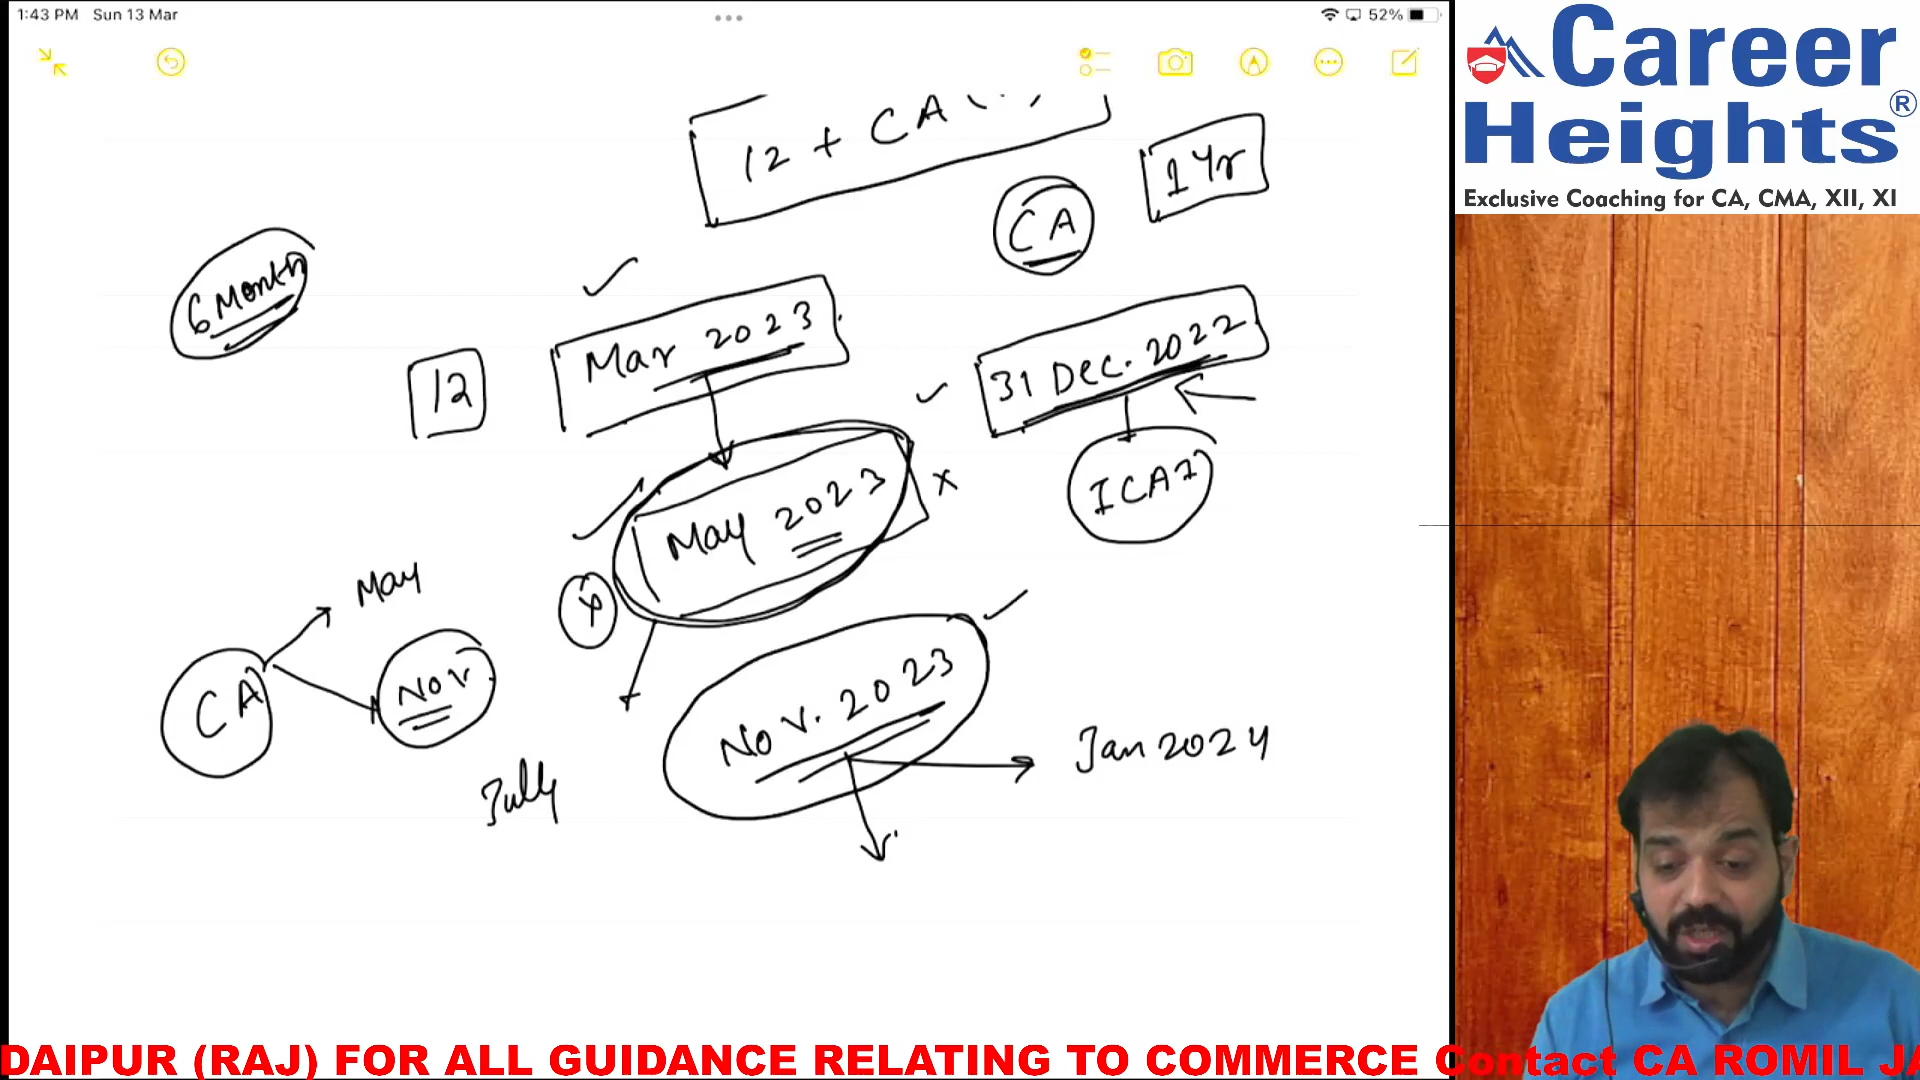 1:43 PM Sun 13 Mar
52%
Career
Heights®
Exclusive Coaching for CA, CMA, XII, XI
12 + CA
1 Yr
CA
6 Month
Mar 2023
31 Dec. 2022
12
May 2023
x
ICAI
May
CA
Nov.
Nov. 2023
Jan 2024
July
DAIPUR (RAJ) FOR ALL GUIDANCE RELATING TO COMMERCE Contact CA ROMIL JA